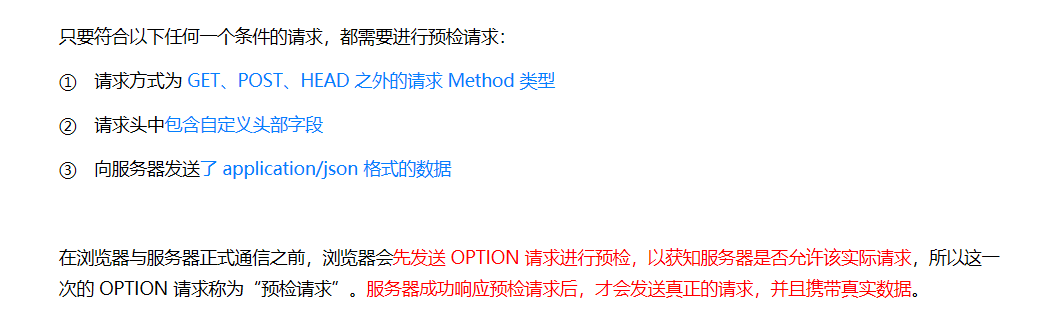 只要符合以下任何一个条件的请求，都需要进行预检请求：
① 请求方式为 GET、POST、HEAD 之外的请求 Method 类型
② 请求头中包含自定义头部字段
③ 向服务器发送了 application/json 格式的数据
在浏览器与服务器正式通信之前，浏览器会先发送 OPTION 请求进行预检，以获知服务器是否允许该实际请求，所以这一
次的 OPTION 请求称为“预检请求”。服务器成功响应预检请求后，才会发送真正的请求，并且携带真实数据。